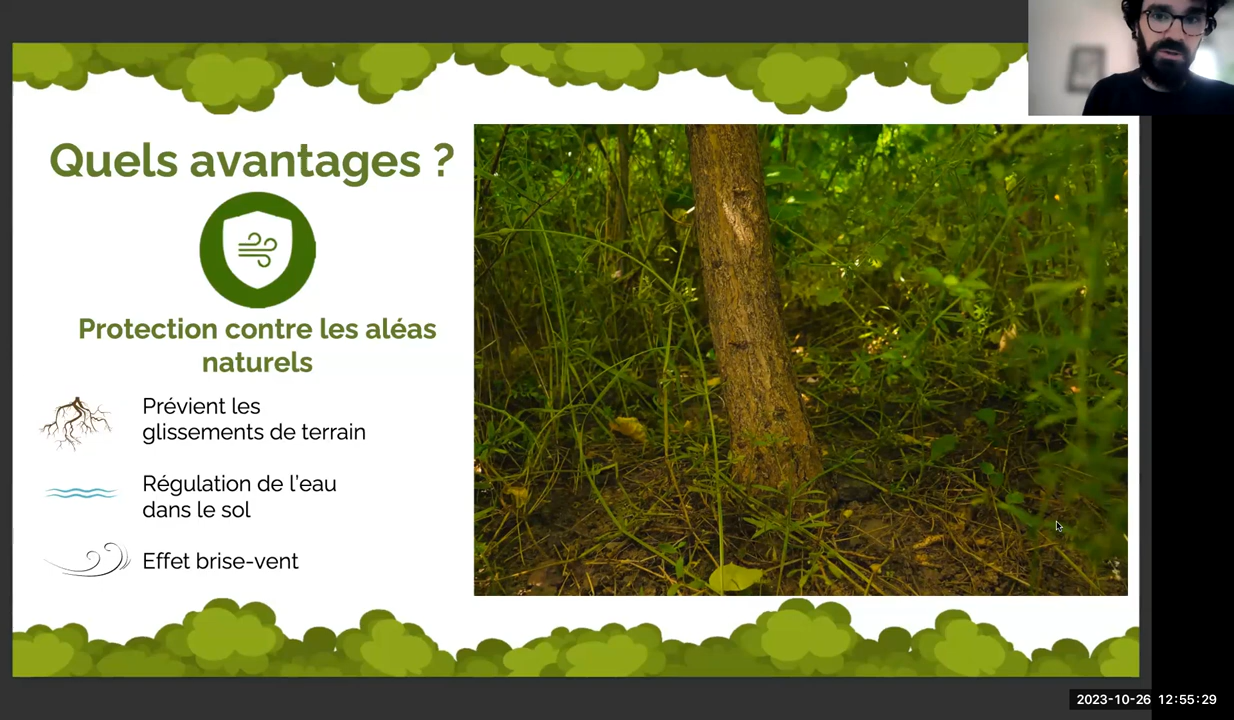 Quels avantages ?
Protection contre les aléas
naturels
Prévient les
glissements de terrain
Régulation de l'eau
dans le sol
Effet brise-vent
2023-10-26 12:55:29